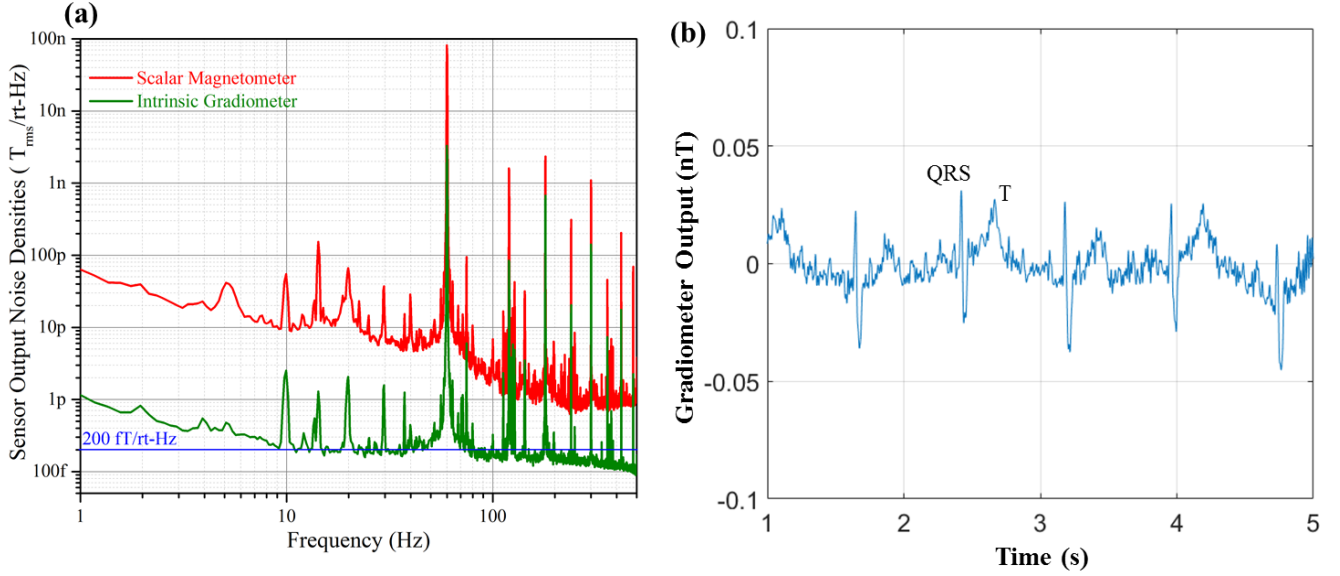 (a)
Sensor Output Noise Densities ( T_rms/rt-Hz)
100n
10n
1n
100p
10p
1p
100f
Scalar Magnetometer
Intrinsic Gradiometer
200 fT/rt-Hz
1
10
100
Frequency (Hz)
(b)
Gradiometer Output (nT)
0.1
0.05
0
-0.05
-0.1
QRS
T
1
2
3
4
5
Time (s)